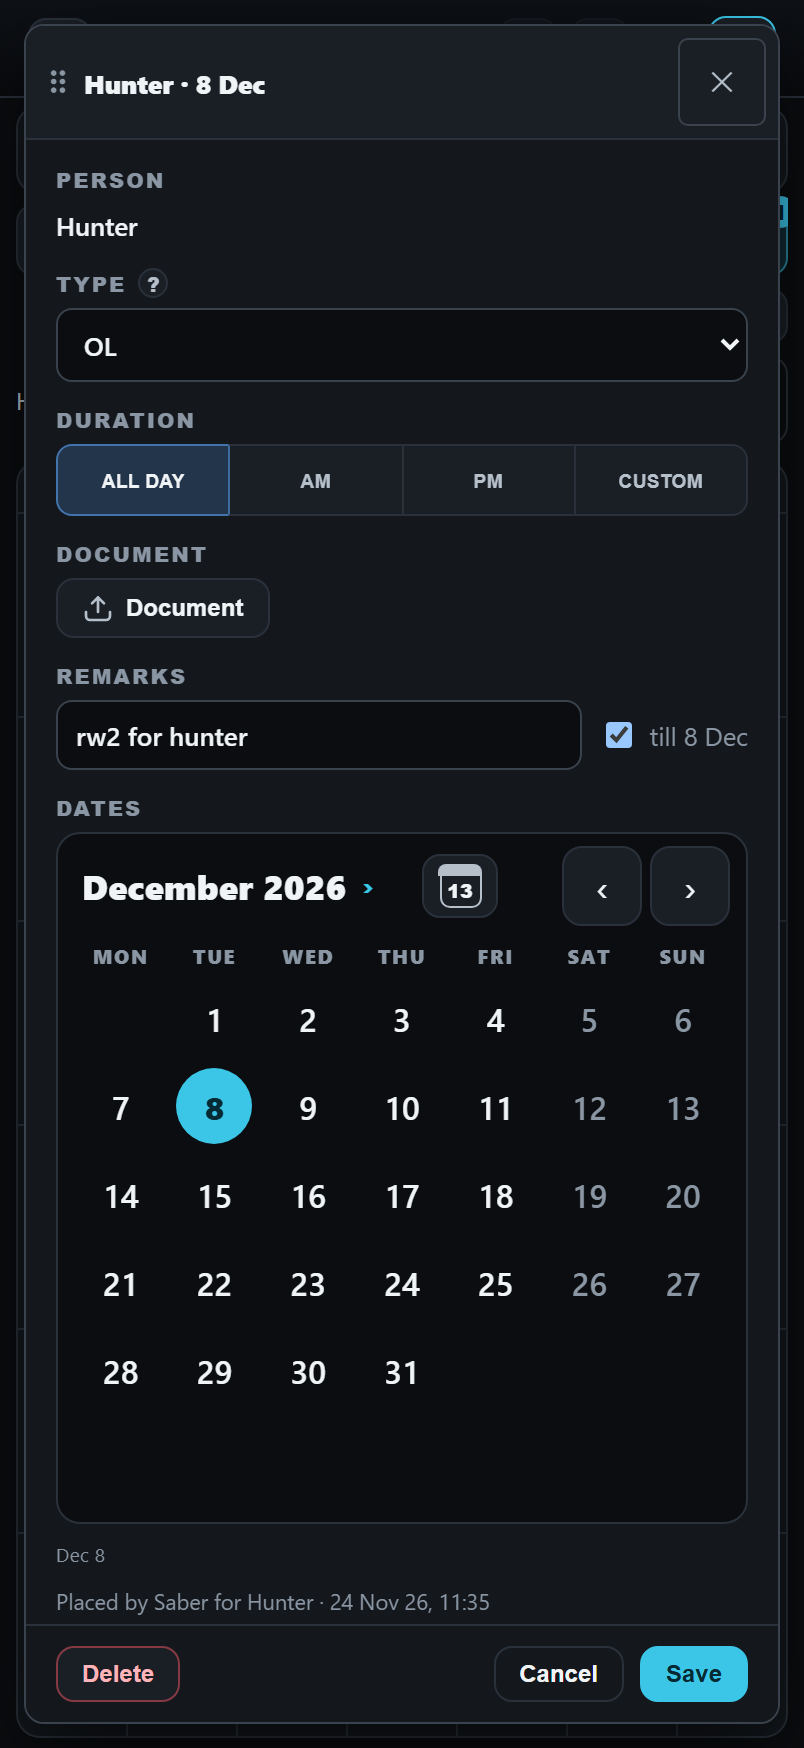 Hunter · 8 Dec
PERSON
Hunter
TYPE ?
OL
DURATION
ALL DAY AM PM CUSTOM
DOCUMENT
Document
REMARKS
rw2 for hunter till 8 Dec
DATES
December 2026 › 13 ‹ ›
MON TUE WED THU FRI SAT SUN
1 2 3 4 5 6
7 8 9 10 11 12 13
14 15 16 17 18 19 20
21 22 23 24 25 26 27
28 29 30 31
Dec 8
Placed by Saber for Hunter · 24 Nov 26, 11:35
Delete Cancel Save